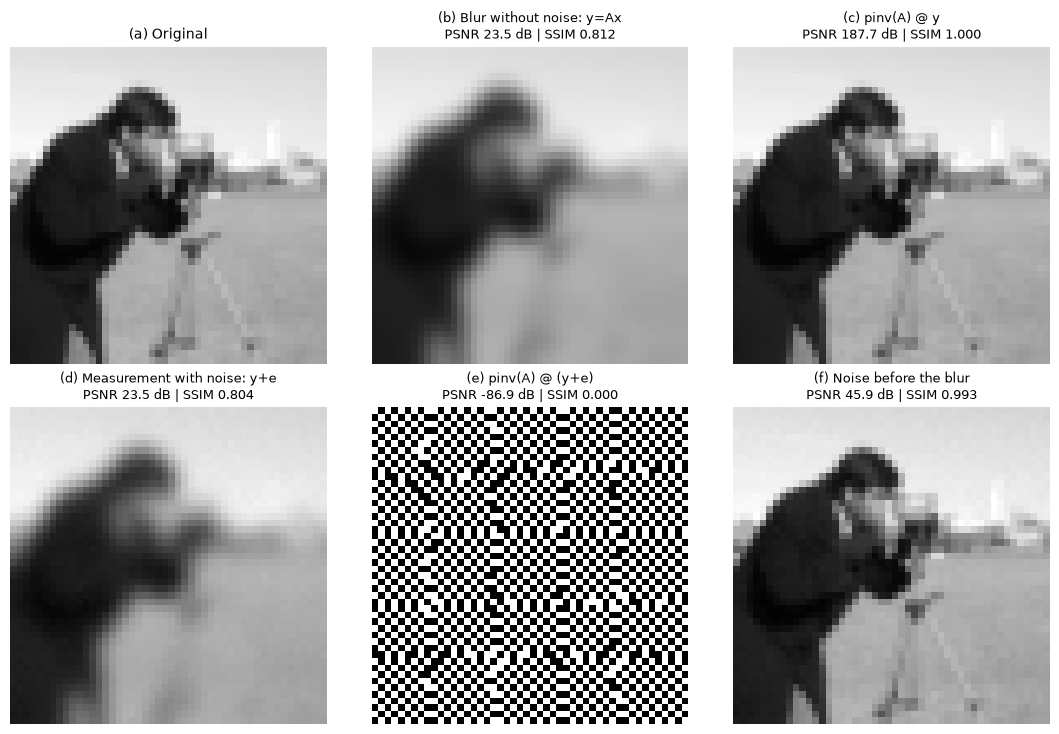 (a) Original
(b) Blur without noise: y=Ax
PSNR 23.5 dB | SSIM 0.812
(c) pinv(A) @ y
PSNR 187.7 dB | SSIM 1.000
(d) Measurement with noise: y+e
PSNR 23.5 dB | SSIM 0.804
(e) pinv(A) @ (y+e)
PSNR -86.9 dB | SSIM 0.000
(f) Noise before the blur
PSNR 45.9 dB | SSIM 0.993